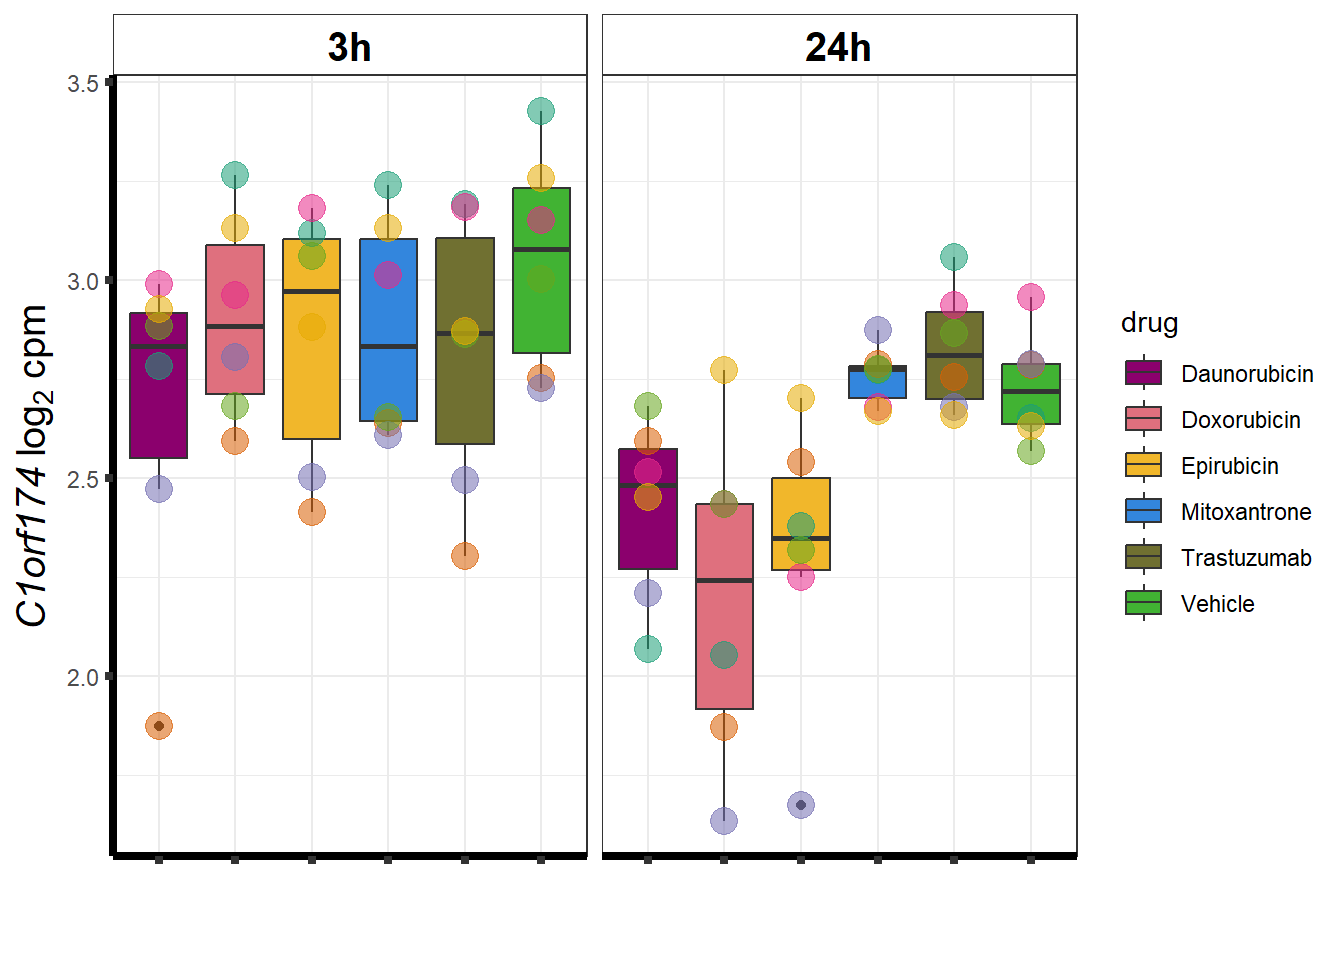 3h
24h
3.5
3.0
2.5
2.0
C1orf174 log2 cpm
drug
Daunorubicin
Doxorubicin
Epirubicin
Mitoxantrone
Trastuzumab
Vehicle